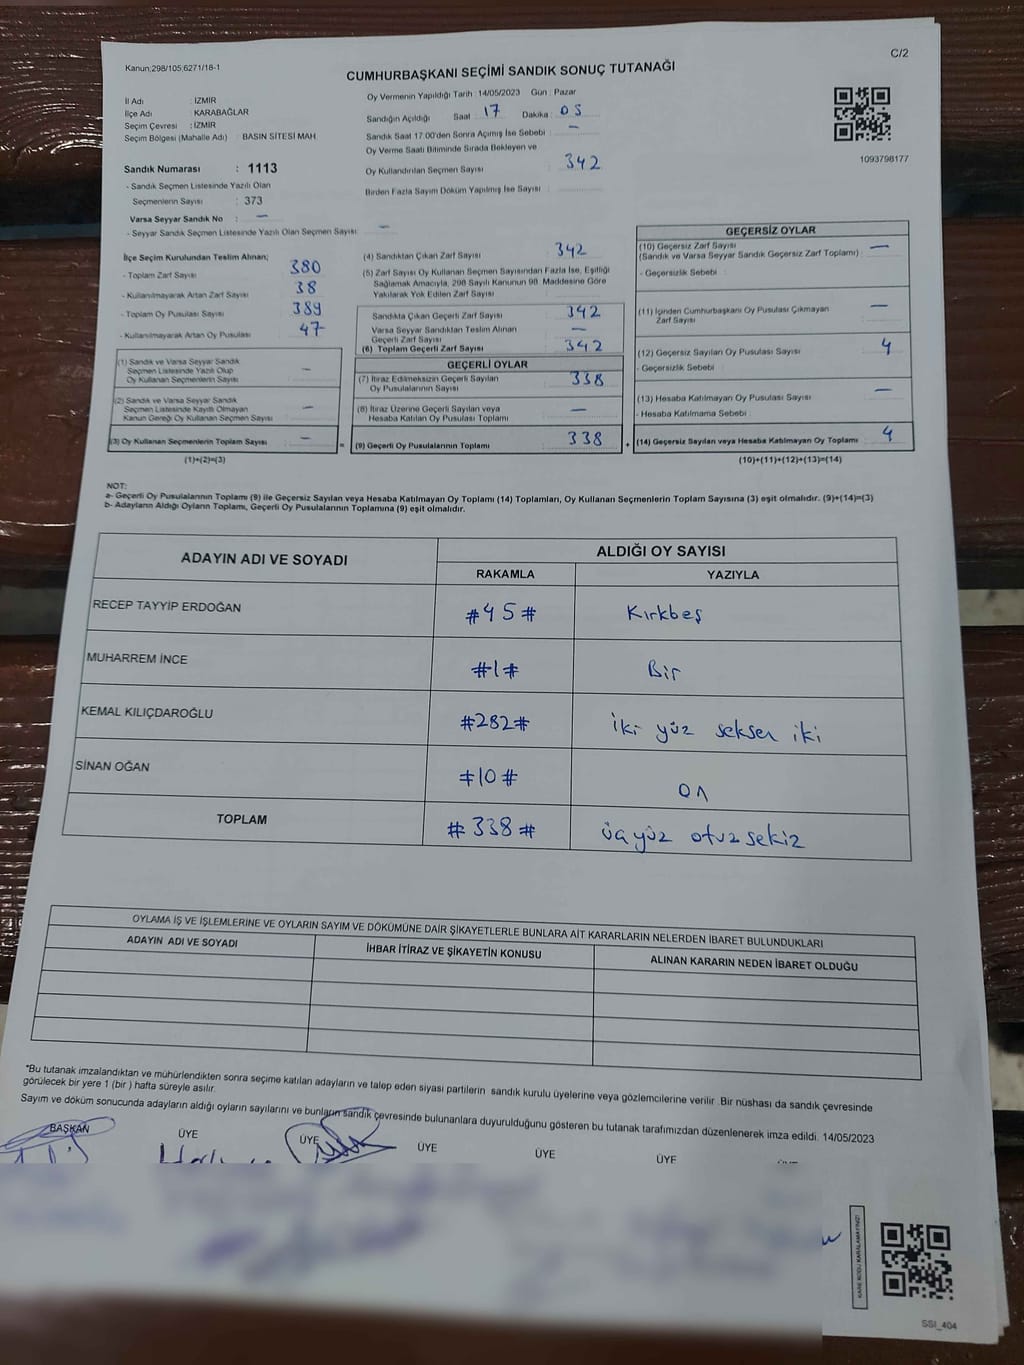 Kanun;298/105,6271/18-1
C/2
CUMHURBAŞKANI SEÇİMİ SANDIK SONUÇ TUTANAĞI
İl Adı : İZMİR
İlçe Adı : KARABAĞLAR
Seçim Çevresi : İZMİR
Seçim Bölgesi (Mahalle Adı) BASIN SİTESİ MAH
Sandık Numarası : 1113
- Sandık Seçmen Listesinde Yazılı Olan
Seçmenlerin Sayısı : 373
Varsa Seyyar Sandık No : —
- Seyyar Sandık Seçmen Listesinde Yazılı Olan Seçmen Sayısı : —
Oy Vermenin Yapıldığı Tarih : 14/05/2023 Gün : Pazar
Sandığın Açıldığı Saat : 17 Dakika : 05
Sandık Saat 17.00'den Sonra Açımış İse Sebebi : —
Oy Verme Saati Bitiminde Sırada Bekleyen ve
Oy Kullandırılan Seçmen Sayısı : 342
Birden Fazla Sayım Döküm Yapılmış İse Sayısı :
1093798177
İlçe Seçim Kurulundan Teslim Alınan;
- Toplam Zarf Sayısı : 380
- Kullanılmayarak Artan Zarf Sayısı : 38
- Toplam Oy Pusulası Sayısı : 389
- Kullanılmayarak Artan Oy Pusulası : 47
(1) Sandık ve Varsa Seyyar Sandık
Seçmen Listesinde Yazılı Olup
Oy Kullanan Seçmenlerin Sayısı : —
(2) Sandık ve Varsa Seyyar Sandık
Seçmen Listesinde Kayıtlı Olmayan
Kanun Gereği Oy Kullanan Seçmen Sayısı : —
(3) Oy Kullanan Seçmenlerin Toplam Sayısı : — =
(1)+(2)=(3)
(4) Sandıktan Çıkan Zarf Sayısı : 342
(5) Zarf Sayısı Oy Kullanan Seçmen Sayısından Fazla İse, Eşitliği
Sağlamak Amacıyla, 298 Sayılı Kanunun 98. Maddesine Göre
Yakılarak Yok Edilen Zarf Sayısı :
Sandıkta Çıkan Geçerli Zarf Sayısı : 342
Varsa Seyyar Sandıktan Teslim Alınan
Geçerli Zarf Sayısı : —
(6) Toplam Geçerli Zarf Sayısı : 342
GEÇERLİ OYLAR
(7) İtiraz Edilmeksizin Geçerli Sayılan
Oy Pusulalarının Sayısı : 338
(8) İtiraz Üzerine Geçerli Sayılan veya
Hesaba Katılan Oy Pusulası Toplamı : —
(9) Geçerli Oy Pusulalarının Toplamı : 338 +
GEÇERSİZ OYLAR
(10) Geçersiz Zarf Sayısı : —
(Sandık ve Varsa Seyyar Sandık Geçersiz Zarf Toplamı)
- Geçersizlik Sebebi :
(11) İçinden Cumhurbaşkanı Oy Pusulası Çıkmayan : —
Zarf Sayısı
(12) Geçersiz Sayılan Oy Pusulası Sayısı : 4
- Geçersizlik Sebebi :
(13) Hesaba Katılmayan Oy Pusulası Sayısı : —
- Hesaba Katılmama Sebebi :
(14) Geçersiz Sayılan veya Hesaba Katılmayan Oy Toplamı : 4
(10)+(11)+(12)+(13)=(14)
NOT:
a- Geçerli Oy Pusulalarının Toplamı (9) ile Geçersiz Sayılan veya Hesaba Katılmayan Oy Toplamı (14) Toplamları, Oy Kullanan Seçmenlerin Toplam Sayısına (3) eşit olmalıdır. (9)+(14)=(3)
b- Adayların Aldığı Oyların Toplamı, Geçerli Oy Pusulalarının Toplamına (9) eşit olmalıdır.
ADAYIN ADI VE SOYADI
ALDIĞI OY SAYISI
RAKAMLA YAZIYLA
RECEP TAYYİP ERDOĞAN #45# Kırkbeş
MUHARREM İNCE #1# Bir
KEMAL KILIÇDAROĞLU #282# iki yüz seksen iki
SİNAN OĞAN #10# on
TOPLAM #338# üçyüz otuzsekiz
OYLAMA İŞ VE İŞLEMLERİNE VE OYLARIN SAYIM VE DÖKÜMÜNE DAİR ŞİKAYETLERLE BUNLARA AİT KARARLARIN NELERDEN İBARET BULUNDUKLARI
ADAYIN ADI VE SOYADI İHBAR İTİRAZ VE ŞİKAYETİN KONUSU ALINAN KARARIN NEDEN İBARET OLDUĞU
*Bu tutanak imzalandıktan ve mühürlendikten sonra seçime katılan adayların ve talep eden siyasi partilerin sandık kurulu üyelerine veya gözlemcilerine verilir. Bir nüshası da sandık çevresinde
görülecek bir yere 1 (bir ) hafta süreyle asılır.
Sayım ve döküm sonucunda adayların aldığı oyların sayılarını ve bunların sandık çevresinde bulunanlara duyurulduğunu gösteren bu tutanak tarafımızdan düzenlenerek imza edildi. 14/05/2023
BAŞKAN ÜYE ÜYE ÜYE ÜYE ÜYE
KARE KODU KARALAMAYINIZ!
SSI_404